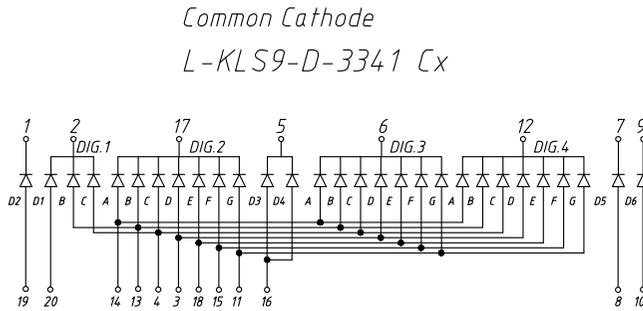 Common Cathode
L-KLS9-D-3341 Cx
1 2 17 5 6 12 7 9
DIG.1 DIG.2 DIG.3 DIG.4
D2 D1 B C A B C D E F G D3 D4 A B C D E F G A B C D E F G D5 D6
19 20 14 13 4 3 18 15 11 16 8 10